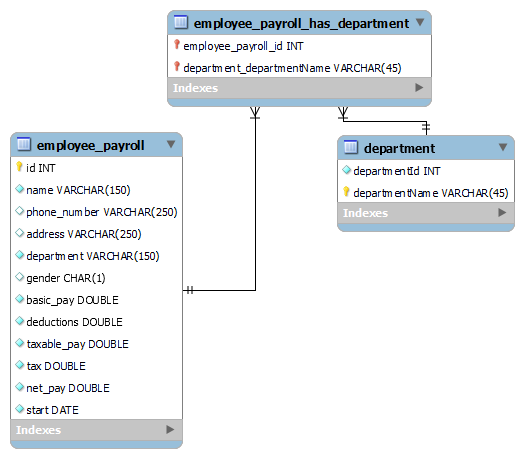 employee_payroll_has_department
employee_payroll_id INT
department_departmentName VARCHAR(45)
Indexes
employee_payroll
id INT
name VARCHAR(150)
phone_number VARCHAR(250)
address VARCHAR(250)
department VARCHAR(150)
gender CHAR(1)
basic_pay DOUBLE
deductions DOUBLE
taxable_pay DOUBLE
tax DOUBLE
net_pay DOUBLE
start DATE
Indexes
department
departmentId INT
departmentName VARCHAR(45)
Indexes